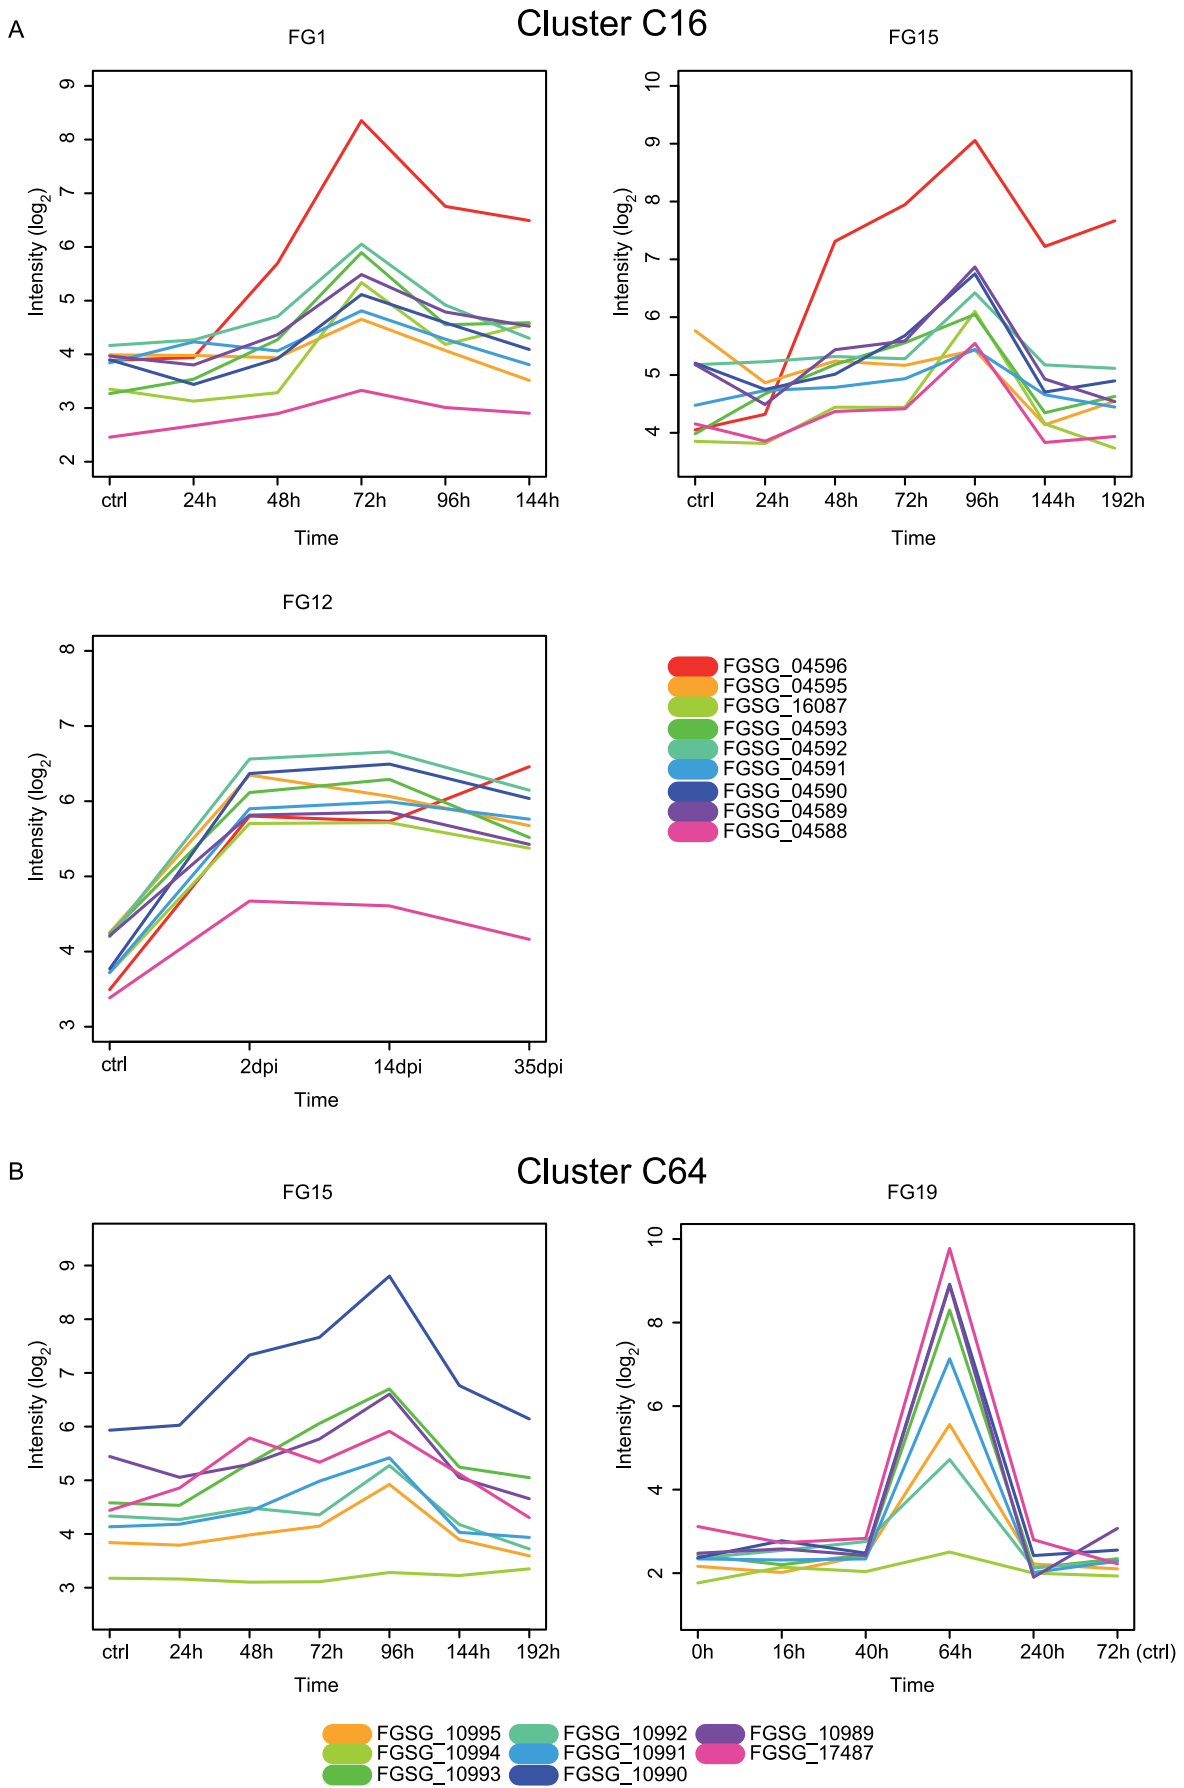 A
Cluster C16
FG1
FG15
Intensity (log2)
9
8
7
6
5
4
3
2
ctrl 24h 48h 72h 96h 144h
Time
Intensity (log2)
10
9
8
7
6
5
4
ctrl 24h 48h 72h 96h 144h 192h
Time
FG12
Intensity (log2)
8
7
6
5
4
3
ctrl 2dpi 14dpi 35dpi
Time
FGSG_04596
FGSG_04595
FGSG_16087
FGSG_04593
FGSG_04592
FGSG_04591
FGSG_04590
FGSG_04589
FGSG_04588
B
Cluster C64
FG15
FG19
Intensity (log2)
9
8
7
6
5
4
3
ctrl 24h 48h 72h 96h 144h 192h
Time
Intensity (log2)
10
8
6
4
2
0h 16h 40h 64h 240h 72h (ctrl)
Time
FGSG_10995 FGSG_10992 FGSG_10989
FGSG_10994 FGSG_10991 FGSG_17487
FGSG_10993 FGSG_10990